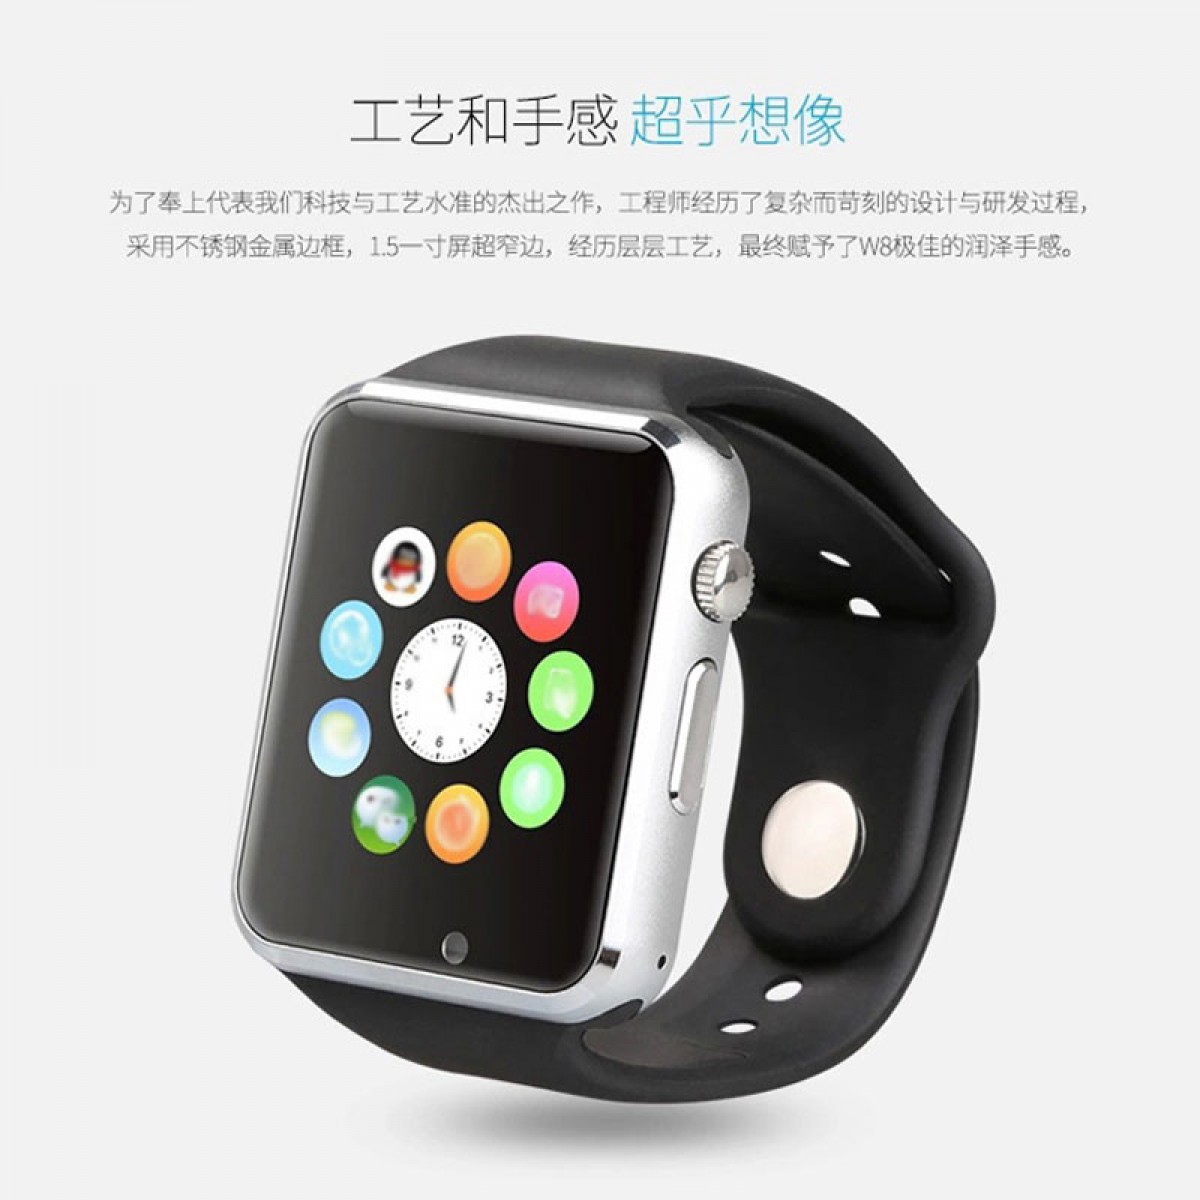 工艺和手感 超乎想像
为了奉上代表我们科技与工艺水准的杰出之作，工程师经历了复杂而苛刻的设计与研发过程，
采用不锈钢金属边框，1.5一寸屏超窄边，经历层层工艺，最终赋予了W8极佳的润泽手感。
12
9
3
6